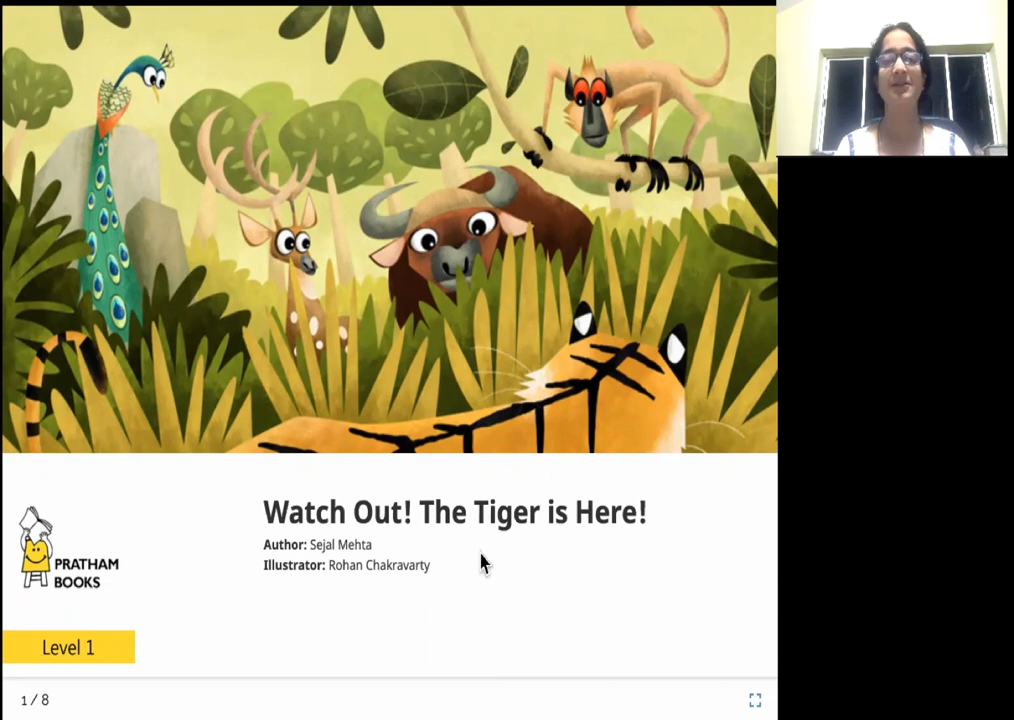 Watch Out! The Tiger is Here!
Author: Sejal Mehta
Illustrator: Rohan Chakravarty
PRATHAM
BOOKS
Level 1
1 / 8